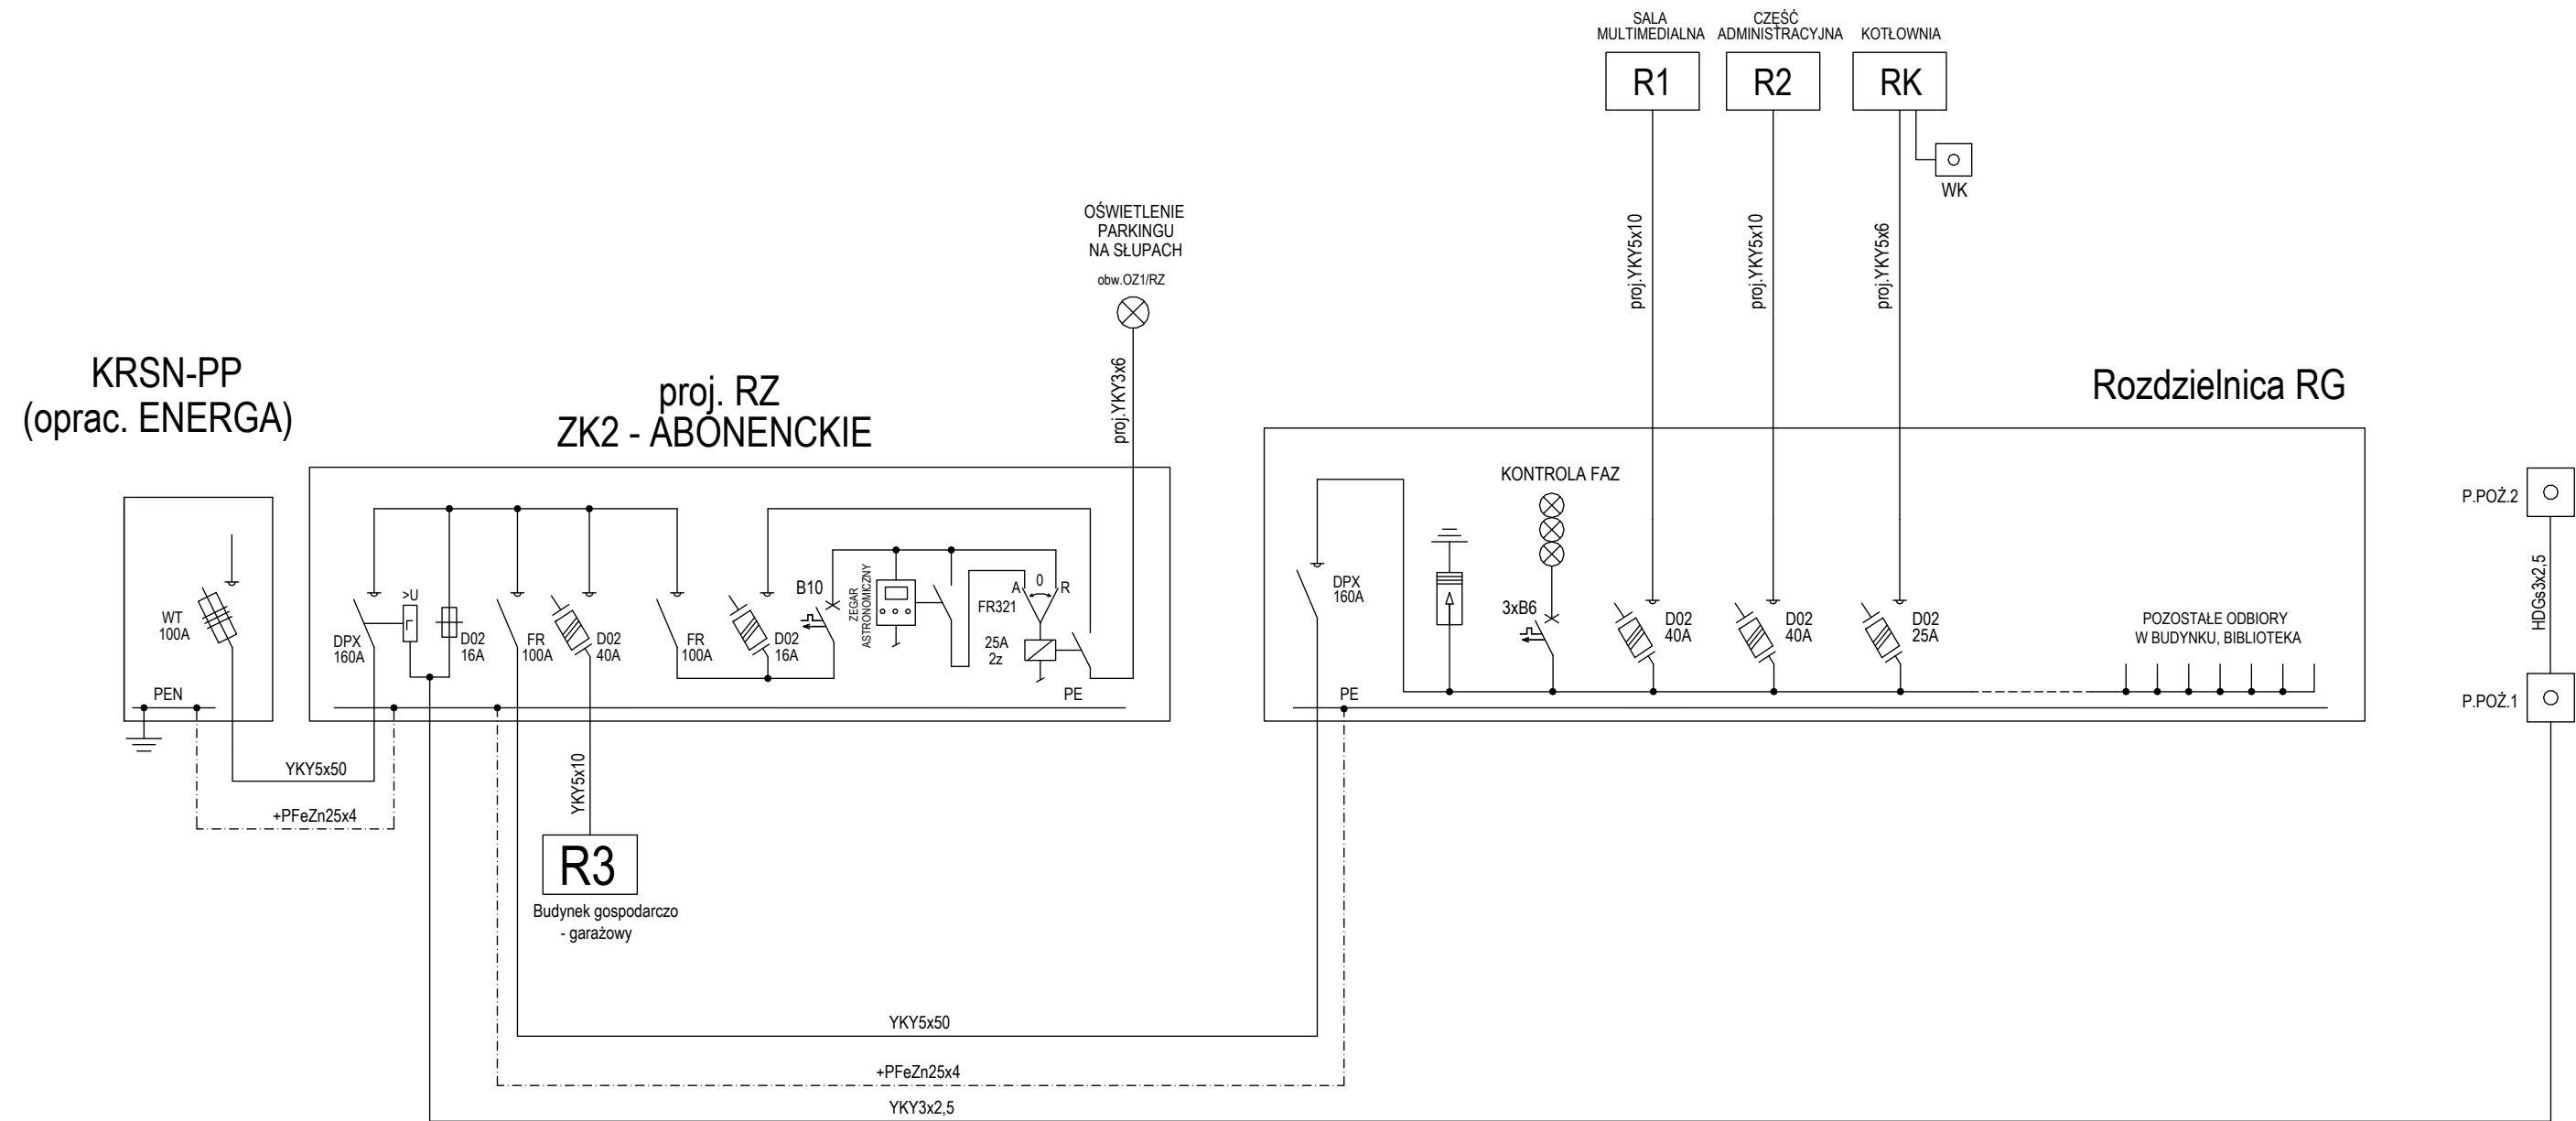 SALA
MULTIMEDIALNA
CZĘŚĆ
ADMINISTRACYJNA
KOTŁOWNIA
R1
R2
RK
WK
proj.YKY5x10
proj.YKY5x10
proj.YKY5x6
OŚWIETLENIE
PARKINGU
NA SŁUPACH
obw.OZ1/RZ
proj.YKY3x6
KRSN-PP
(oprac. ENERGA)
proj. RZ
ZK2 - ABONENCKIE
Rozdzielnica RG
WT
100A
PEN
YKY5x50
+PFeZn25x4
DPX
160A
>U
D02
16A
FR
100A
D02
40A
FR
100A
D02
16A
B10
ZEGAR
ASTRONOMICZNY
A
0
R
FR321
25A
2z
PE
YKY5x10
R3
Budynek gospodarczo
- garażowy
DPX
160A
KONTROLA FAZ
3xB6
D02
40A
D02
40A
D02
25A
POZOSTAŁE ODBIORY
W BUDYNKU, BIBLIOTEKA
PE
P.POŻ.2
HDGs3x2,5
P.POŻ.1
YKY5x50
+PFeZn25x4
YKY3x2,5